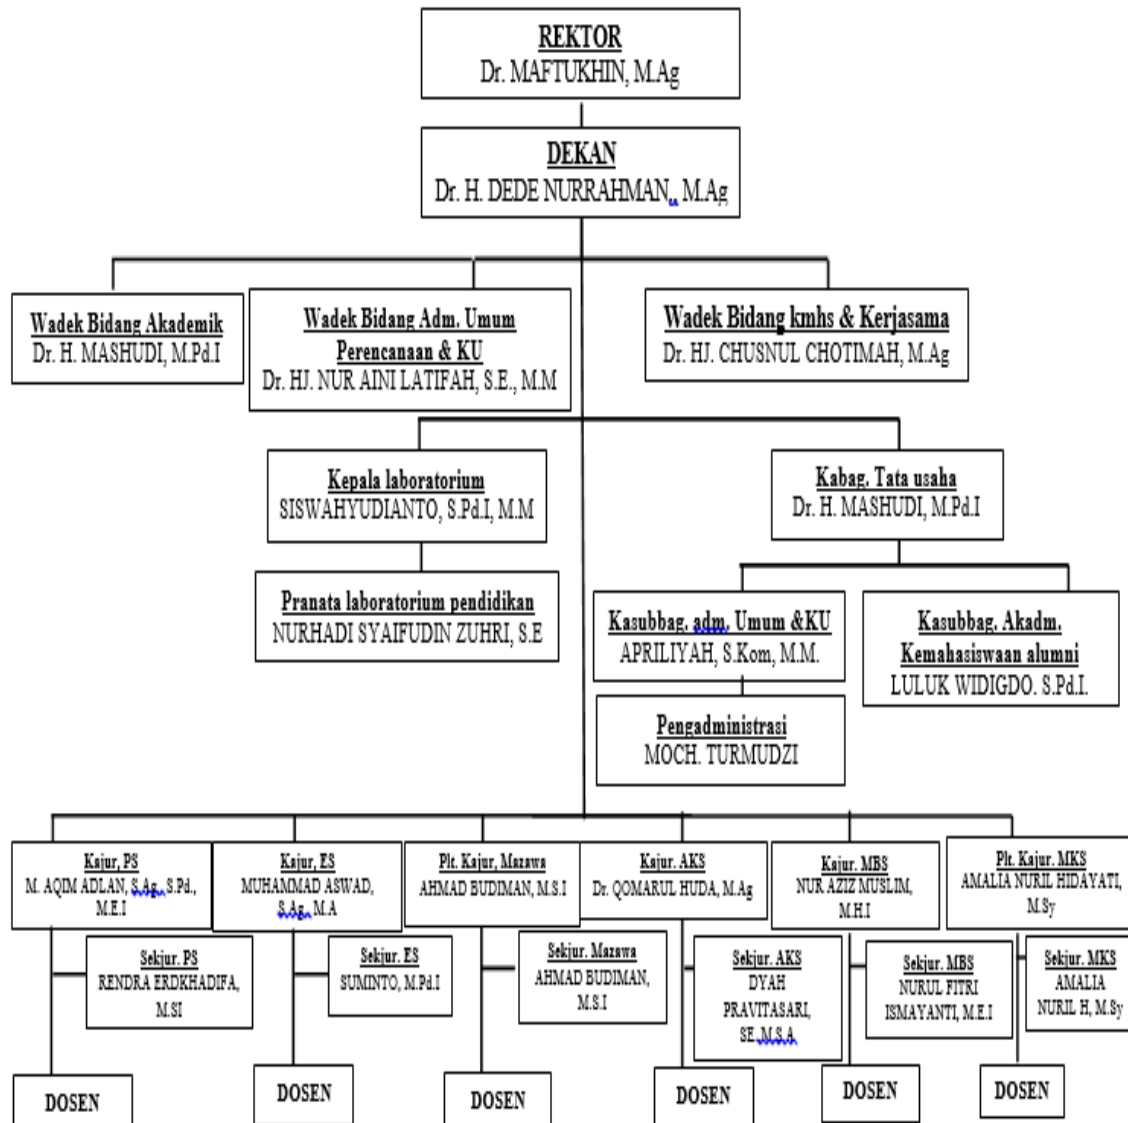 REKTOR
Dr. MAFTUKHIN, M.Ag
DEKAN
Dr. H. DEDE NURRAHMAN,, M.Ag
Wadek Bidang Akademik
Dr. H. MASHUDI, M.Pd.I
Wadek Bidang Adm. Umum
Perencanaan & KU
Dr. HJ. NUR AINI LATIFAH, S.E., M.M
Wadek Bidang kmhs & Kerjasama
Dr. HJ. CHUSNUL CHOTIMAH, M.Ag
Kepala laboratorium
SISWAHYUDIANTO, S.Pd.I, M.M
Kabag. Tata usaha
Dr. H. MASHUDI, M.Pd.I
Pranata laboratorium pendidikan
NURHADI SYAIFUDIN ZUHRI, S.E
Kasubbag. adm. Umum &KU
APRILIYAH, S.Kom, M.M.
Kasubbag. Akadm.
Kemahasiswaan alumni
LULUK WIDIGDO. S.Pd.I.
Pengadministrasi
MOCH. TURMUDZI
Kajur, PS
M. AQIM ADLAN, S.Ag., S.Pd.,
M.E.I
Kajur, ES
MUHAMMAD ASWAD,
S.Ag., M.A
Plt. Kajur, Mazawa
AHMAD BUDIMAN, M.S.I
Kajur. AKS
Dr. QOMARUL HUDA, M.Ag
Kajur. MBS
NUR AZIZ MUSLIM,
M.H.I
Plt. Kajur. MKS
AMALIA NURIL HIDAYATI,
M.Sy
Sekjur. PS
RENDRA ERDKHADIFA,
M.SI
Sekjur. ES
SUMINTO, M.Pd.I
Sekjur. Mazawa
AHMAD BUDIMAN,
M.S.I
Sekjur. AKS
DYAH
PRAVITASARI,
SE, M.S.A
Sekjur. MBS
NURUL FITRI
ISMAYANTI, M.E.I
Sekjur. MKS
AMALIA
NURIL H, M.Sy
DOSEN
DOSEN
DOSEN
DOSEN
DOSEN
DOSEN